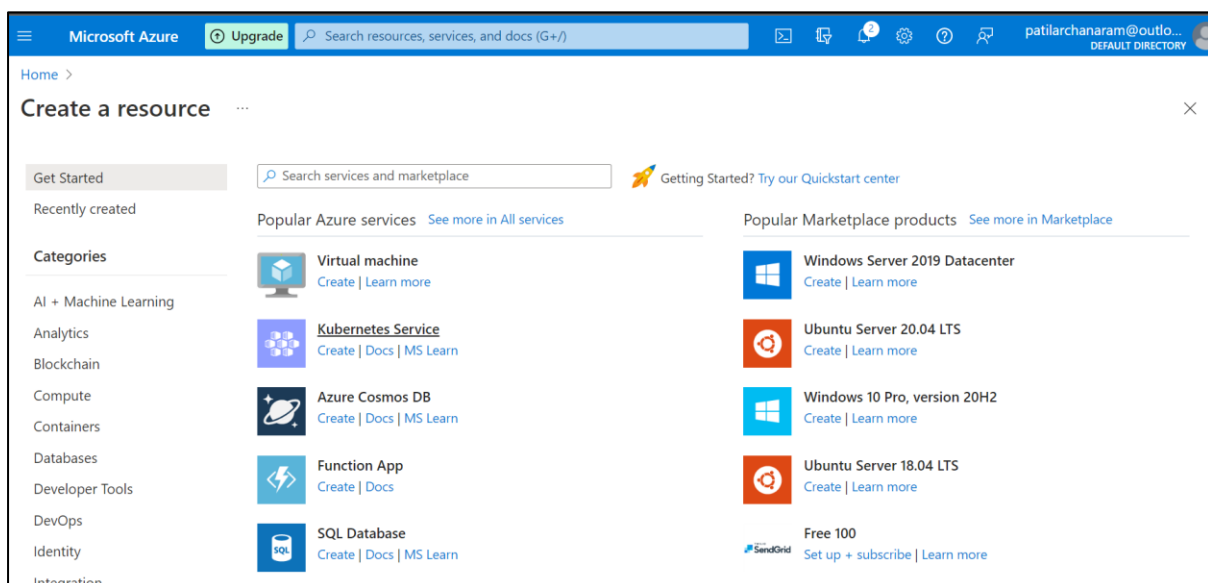 Microsoft Azure
Upgrade
Search resources, services, and docs (G+/)
2
patilarchanaram@outlo...
DEFAULT DIRECTORY
Home >
Create a resource ...
Get Started
Recently created
Categories
AI + Machine Learning
Analytics
Blockchain
Compute
Containers
Databases
Developer Tools
DevOps
Identity
Integration
Search services and marketplace
Getting Started? Try our Quickstart center
Popular Azure services See more in All services
Virtual machine
Create | Learn more
Kubernetes Service
Create | Docs | MS Learn
Azure Cosmos DB
Create | Docs | MS Learn
Function App
Create | Docs
SQL
SQL Database
Create | Docs | MS Learn
Popular Marketplace products See more in Marketplace
Windows Server 2019 Datacenter
Create | Learn more
Ubuntu Server 20.04 LTS
Create | Learn more
Windows 10 Pro, version 20H2
Create | Learn more
Ubuntu Server 18.04 LTS
Create | Learn more
SendGrid
Free 100
Set up + subscribe | Learn more